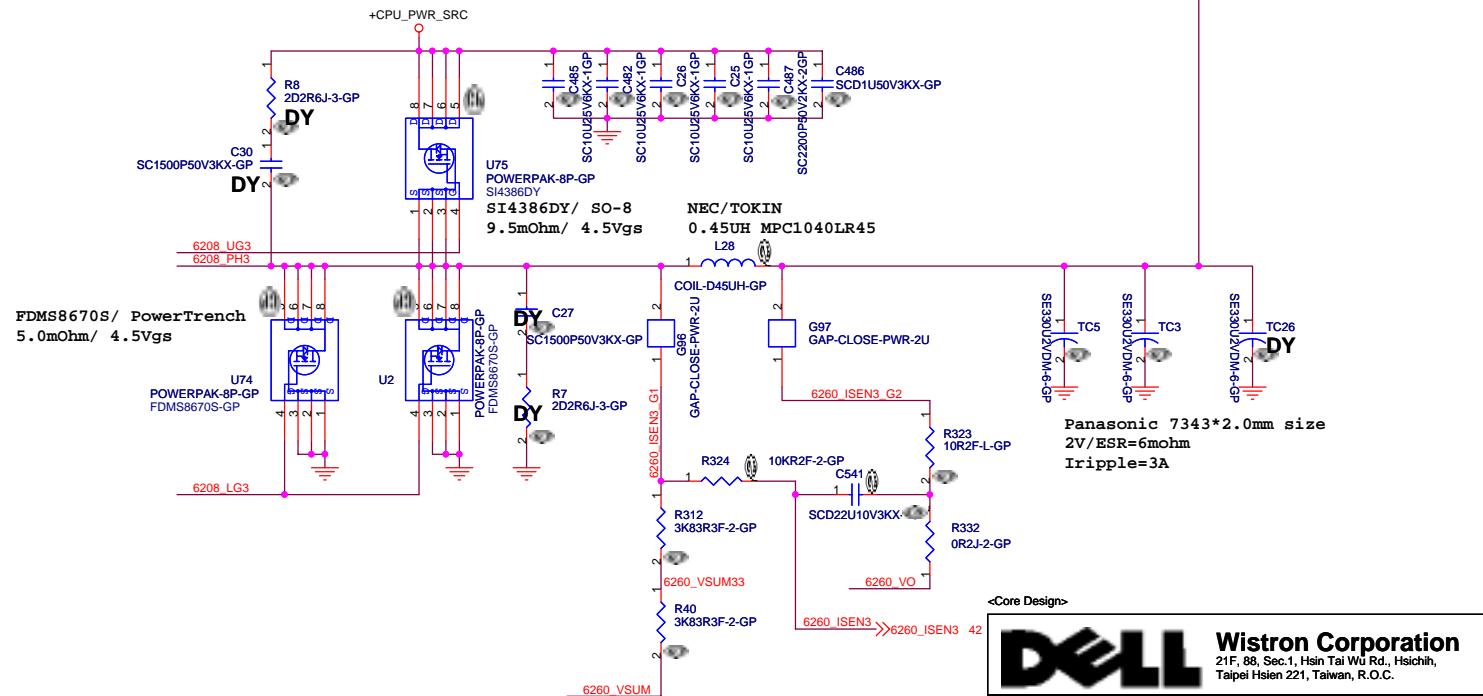 +CPU_PWR_SRC
R8
2D2R6J-3-GP
DY
C30
SC1500P50V3KX-GP
DY
8 7 6 5
D D D D
S S S G
1 2 3 4
U75
POWERPAK-8P-GP
SI4386DY
SI4386DY/ SO-8
9.5mOhm/ 4.5Vgs
C485
SC10U25V6KX-1GP
C482
SC10U25V6KX-1GP
C26
SC10U25V6KX-1GP
C25
SC10U25V6KX-1GP
C487
SC2200P50V2KX-2GP
C486
SCD1U50V3KX-GP
NEC/TOKIN
0.45UH MPC1040LR45
L28
COIL-D45UH-GP
6208_UG3
6208_PH3
FDMS8670S/ PowerTrench
5.0mOhm/ 4.5Vgs
U74
POWERPAK-8P-GP
FDMS8670S-GP
U2
POWERPAK-8P-GP
FDMS8670S-GP
6208_LG3
C27
DY
SC1500P50V3KX-GP
R7
DY
2D2R6J-3-GP
G96
GAP-CLOSE-PWR-2U
G97
GAP-CLOSE-PWR-2U
6260_ISEN3_G1
6260_ISEN3_G2
R324
10KR2F-2-GP
R323
10R2F-L-GP
C541
SCD22U10V3KX-
R332
0R2J-2-GP
6260_VO
R312
3K83R3F-2-GP
6260_VSUM33
R40
3K83R3F-2-GP
6260_VSUM
6260_ISEN3
6260_ISEN3 42
TC5
SE330U2VDM-6-GP
TC3
SE330U2VDM-6-GP
TC26
DY
SE330U2VDM-6-GP
Panasonic 7343*2.0mm size
2V/ESR=6mohm
Iripple=3A
<Core Design>
DELL
Wistron Corporation
21F, 88, Sec.1, Hsin Tai Wu Rd., Hsichih,
Taipei Hsien 221, Taiwan, R.O.C.